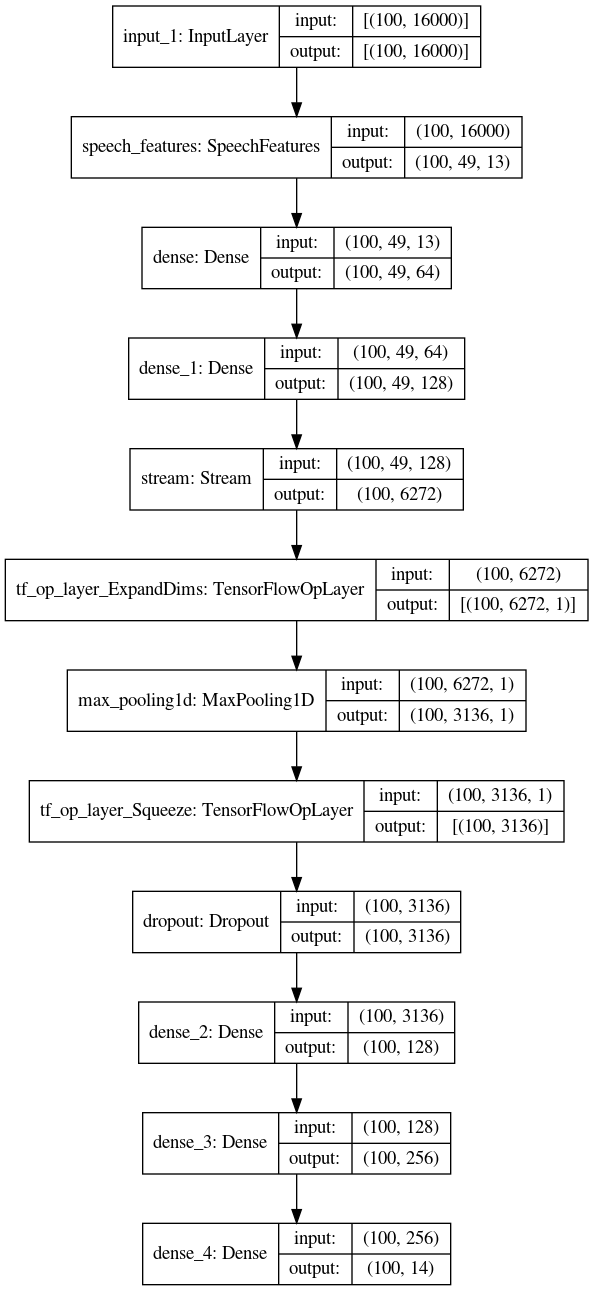 input_1: InputLayer
input:
[(100, 16000)]
output:
[(100, 16000)]
speech_features: SpeechFeatures
input:
(100, 16000)
output:
(100, 49, 13)
dense: Dense
input:
(100, 49, 13)
output:
(100, 49, 64)
dense_1: Dense
input:
(100, 49, 64)
output:
(100, 49, 128)
stream: Stream
input:
(100, 49, 128)
output:
(100, 6272)
tf_op_layer_ExpandDims: TensorFlowOpLayer
input:
(100, 6272)
output:
[(100, 6272, 1)]
max_pooling1d: MaxPooling1D
input:
(100, 6272, 1)
output:
(100, 3136, 1)
tf_op_layer_Squeeze: TensorFlowOpLayer
input:
(100, 3136, 1)
output:
[(100, 3136)]
dropout: Dropout
input:
(100, 3136)
output:
(100, 3136)
dense_2: Dense
input:
(100, 3136)
output:
(100, 128)
dense_3: Dense
input:
(100, 128)
output:
(100, 256)
dense_4: Dense
input:
(100, 256)
output:
(100, 14)